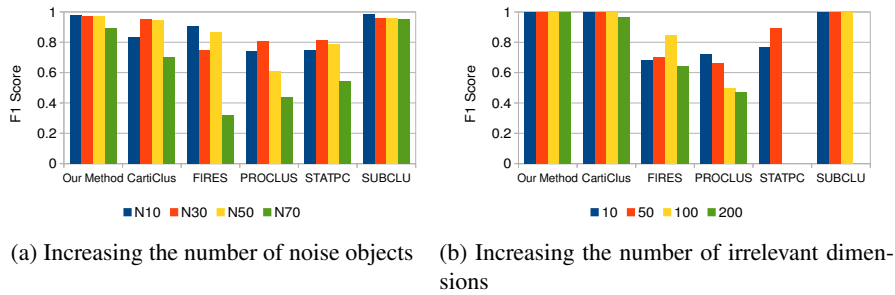 1
0.8
0.6
0.4
0.2
0
F1 Score
Our Method CartiClus FIRES PROCLUS STATPC SUBCLU
N10 N30 N50 N70
(a) Increasing the number of noise objects
1
0.8
0.6
0.4
0.2
0
F1 Score
Our Method CartiClus FIRES PROCLUS STATPC SUBCLU
10 50 100 200
(b) Increasing the number of irrelevant dimen-
sions